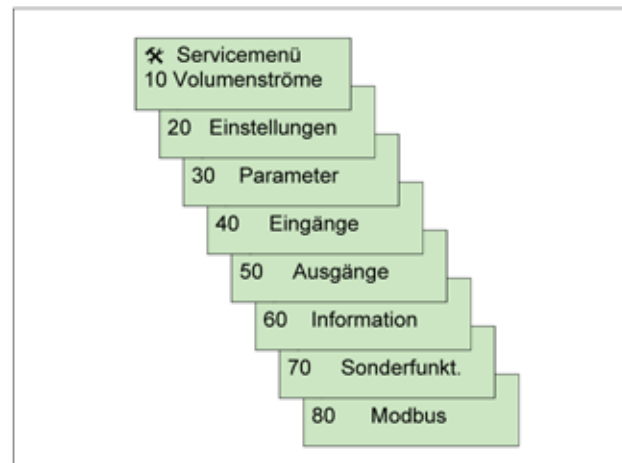 🛠 Servicemenü
10 Volumenströme
20 Einstellungen
30 Parameter
40 Eingänge
50 Ausgänge
60 Information
70 Sonderfunkt.
80 Modbus